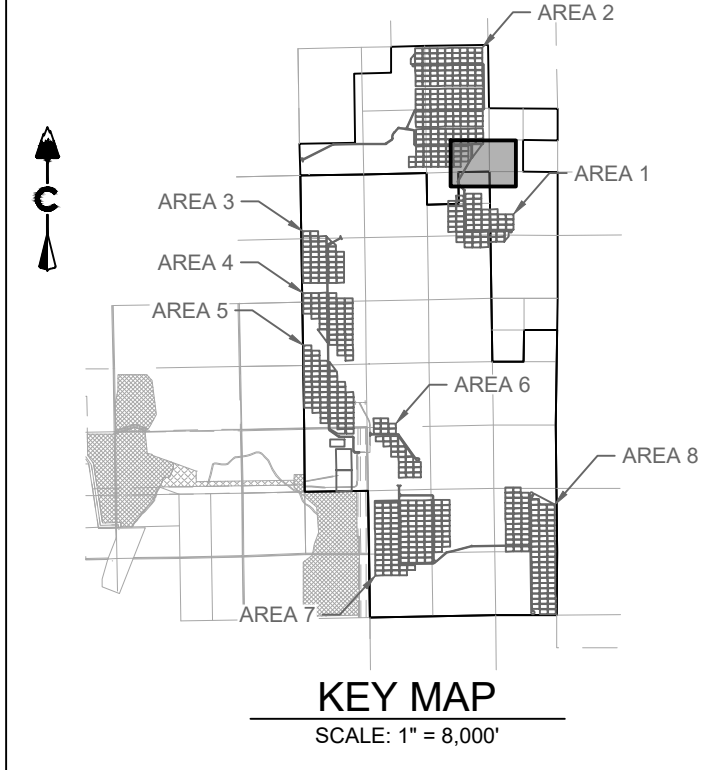 AREA 2
AREA 1
C
AREA 3
AREA 4
AREA 5
AREA 6
AREA 8
AREA 7
KEY MAP
SCALE: 1" = 8,000'